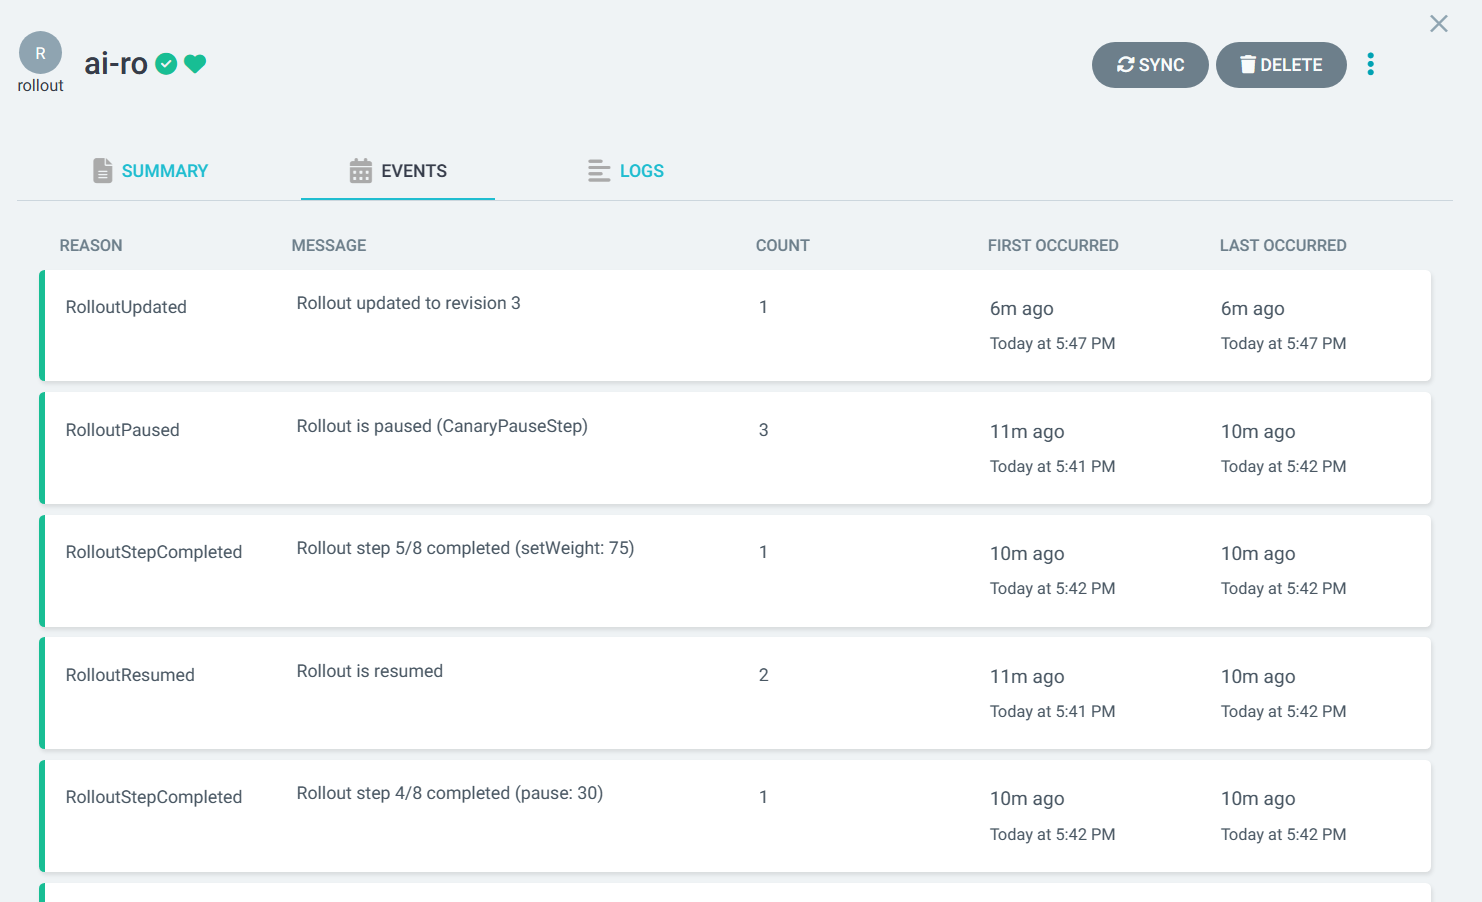 R
rollout
ai-ro
SYNC
DELETE
SUMMARY
EVENTS
LOGS
REASON MESSAGE COUNT FIRST OCCURRED LAST OCCURRED
RolloutUpdated Rollout updated to revision 3 1 6m ago 6m ago
Today at 5:47 PM Today at 5:47 PM
RolloutPaused Rollout is paused (CanaryPauseStep) 3 11m ago 10m ago
Today at 5:41 PM Today at 5:42 PM
RolloutStepCompleted Rollout step 5/8 completed (setWeight: 75) 1 10m ago 10m ago
Today at 5:42 PM Today at 5:42 PM
RolloutResumed Rollout is resumed 2 11m ago 10m ago
Today at 5:41 PM Today at 5:42 PM
RolloutStepCompleted Rollout step 4/8 completed (pause: 30) 1 10m ago 10m ago
Today at 5:42 PM Today at 5:42 PM